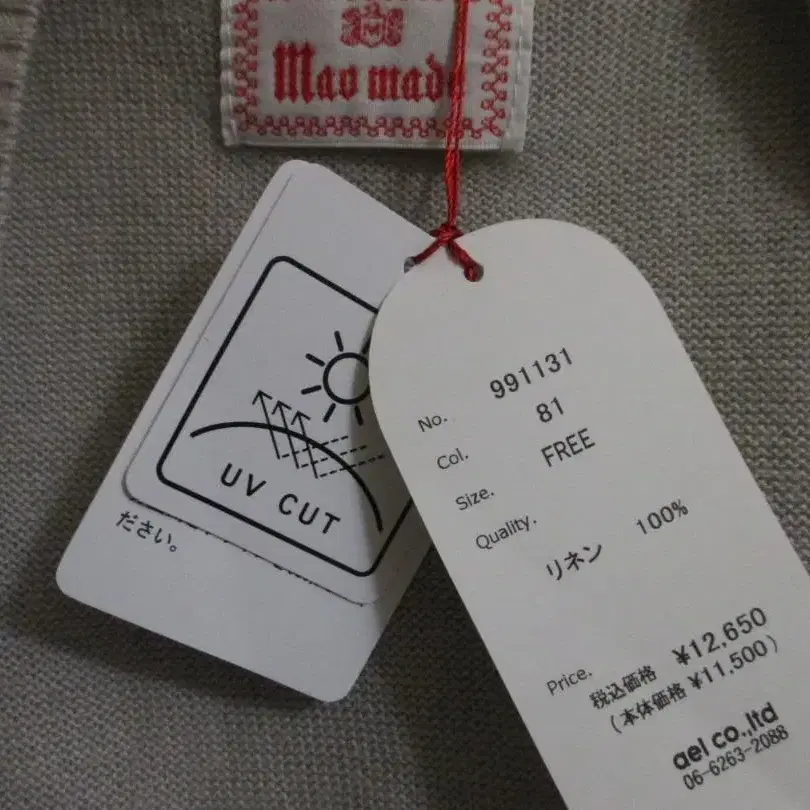 Mao made
UV CUT
ださい。
No. 991131
Col. 81
Size. FREE
Quality.
リネン 100%
Price.
税込価格 ¥12,650
(本体価格 ¥11,500)
ael co.,ltd
06-6263-2088